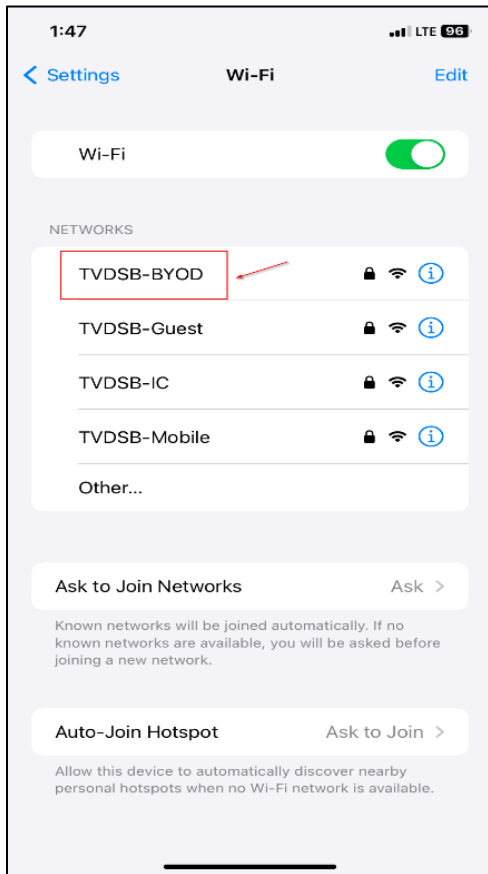 1:47 LTE 96
Settings Wi-Fi Edit
Wi-Fi
NETWORKS
TVDSB-BYOD
TVDSB-Guest
TVDSB-IC
TVDSB-Mobile
Other...
Ask to Join Networks Ask
Known networks will be joined automatically. If no
known networks are available, you will be asked before
joining a new network.
Auto-Join Hotspot Ask to Join
Allow this device to automatically discover nearby
personal hotspots when no Wi-Fi network is available.